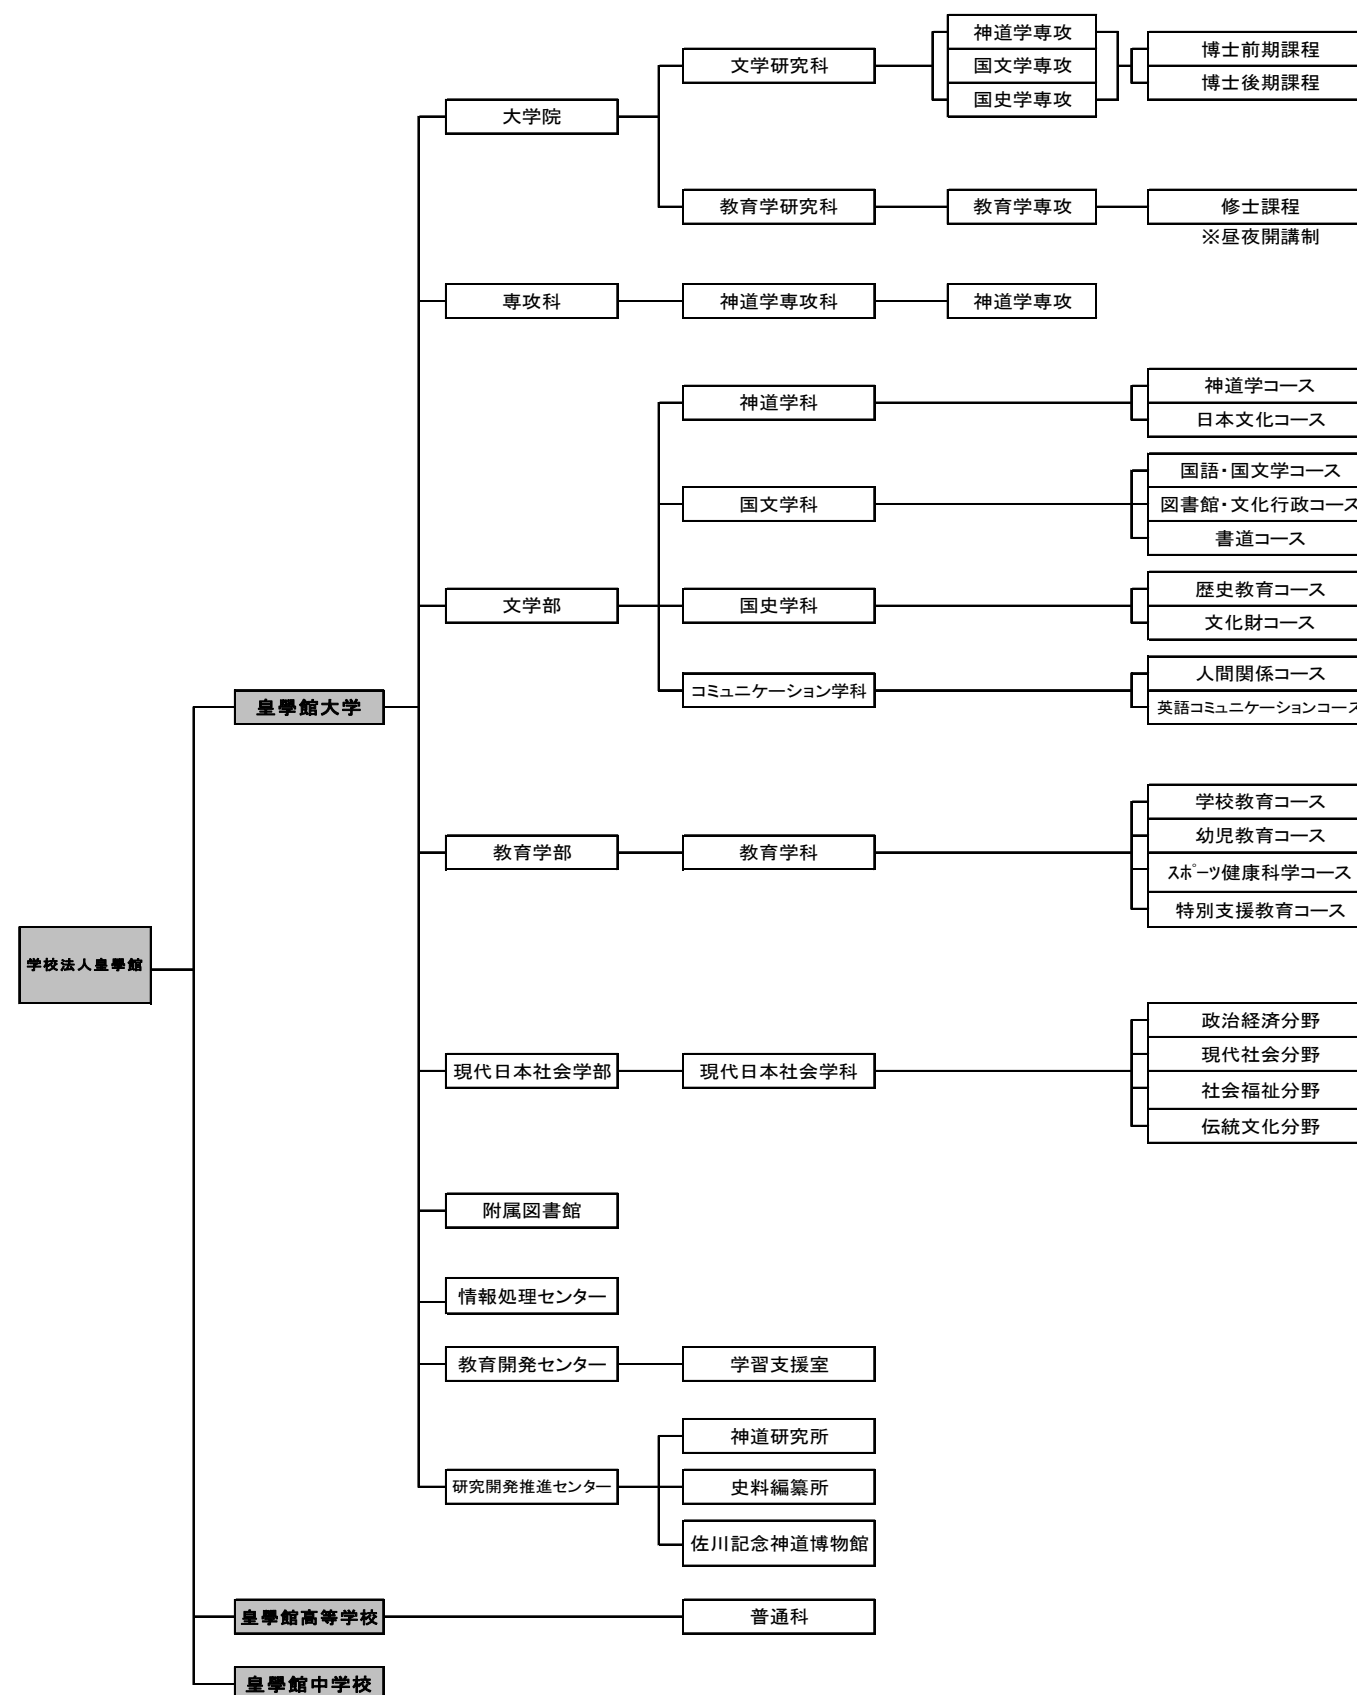 学校法人皇學館
皇學館大学
大学院
文学研究科
神道学専攻
国文学専攻
国史学専攻
博士前期課程
博士後期課程
教育学研究科
教育学専攻
修士課程
※昼夜開講制
専攻科
神道学専攻科
神道学専攻
文学部
神道学科
神道学コース
日本文化コース
国文学科
国語・国文学コース
図書館・文化行政コース
書道コース
国史学科
歴史教育コース
文化財コース
コミュニケーション学科
人間関係コース
英語コミュニケーションコース
教育学部
教育学科
学校教育コース
幼児教育コース
スポーツ健康科学コース
特別支援教育コース
現代日本社会学部
現代日本社会学科
政治経済分野
現代社会分野
社会福祉分野
伝統文化分野
附属図書館
情報処理センター
教育開発センター
学習支援室
研究開発推進センター
神道研究所
史料編纂所
佐川記念神道博物館
皇學館高等学校
普通科
皇學館中学校